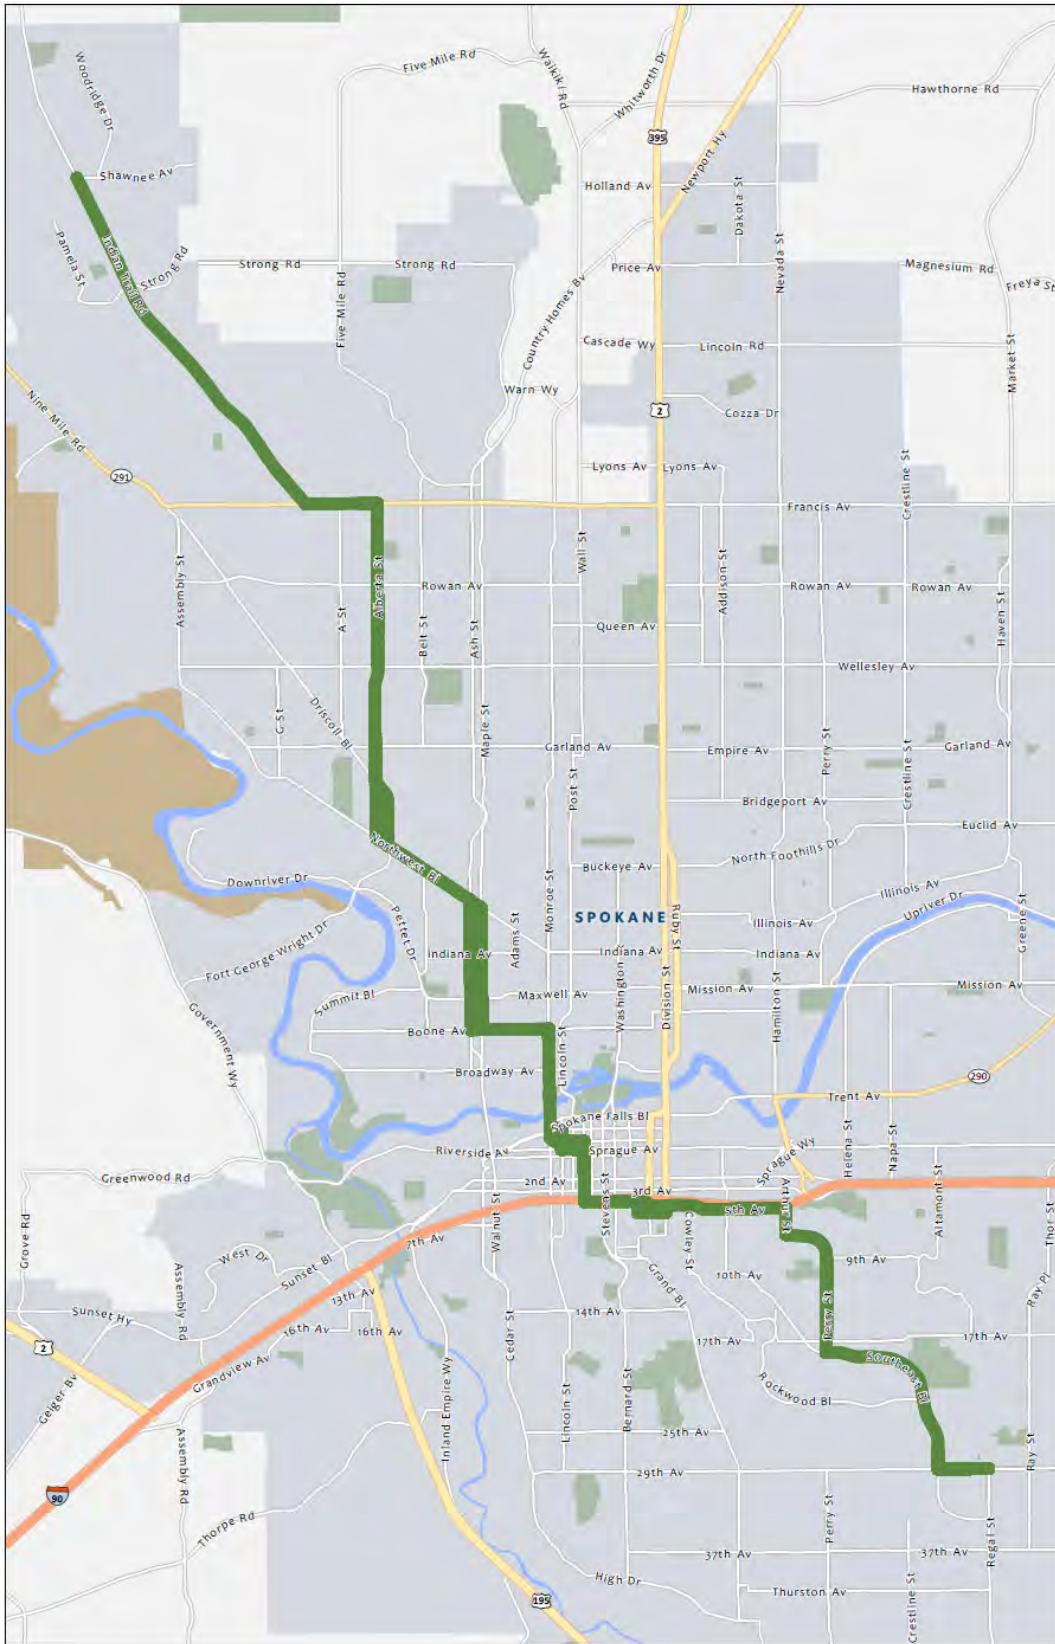 Five Mile Rd
Waikiki Rd
Whitworth Dr
Hawthorne Rd
Woodridge Dr
395
Newport Hy
Shawnee Av
Holland Av
Dakota St
Nevada St
Pamela St
Indian Trail Rd
Strong Rd
Strong Rd
Strong Rd
Five Mile Rd
Country Homes Bv
Price Av
Magnesium Rd
Freya St
Cascade Wy
Lincoln Rd
Market St
Warn Wy
Cozza Dr
2
Nine Mile Rd
291
Lyons Av
Lyons Av
Crestline St
Francis Av
Wall St
Assembly St
Alberta St
A St
Belt St
Ash St
Rowan Av
Addison St
Rowan Av
Rowan Av
Haven St
Queen Av
Wellesley Av
G St
Driscoll Bl
Maple St
Garland Av
Empire Av
Perry St
Crestline St
Garland Av
Post St
Bridgeport Av
Euclid Av
Northwest Bl
Buckeye Av
North Foothills Dr
Downriver Dr
Monroe St
Illinois Av
Upriver Dr
Pettet Dr
SPOKANE
Ruby St
Illinois Av
Greene St
Fort George Wright Dr
Adams St
Indiana Av
Indiana Av
Indiana Av
Washington St
Division St
Hamilton St
Summit Bl
Maxwell Av
Mission Av
Mission Av
Government Wy
Boone Av
Lincoln St
Broadway Av
290
Trent Av
Spokane Falls Bl
Riverside Av
Sprague Av
Sprague Wy
Helena St
Napa St
Greenwood Rd
2nd Av
3rd Av
Arthur St
Altamont St
Thor St
Grove Rd
Walnut St
Stevens St
5th Av
7th Av
Cowley St
West Dr
Sunset Bl
9th Av
Assembly Rd
13th Av
Grand Bl
10th Av
Ray Pl
Sunset Hy
16th Av
16th Av
14th Av
Perry St
17th Av
17th Av
2
Cedar St
Grandview Av
Southeast Bl
Geiger Bv
Inland Empire Wy
Lincoln St
Bernard St
Rockwood Bl
Assembly Rd
25th Av
Ray St
29th Av
90
Thorpe Rd
Perry St
Regal St
37th Av
37th Av
High Dr
Thurston Av
Crestline St
195